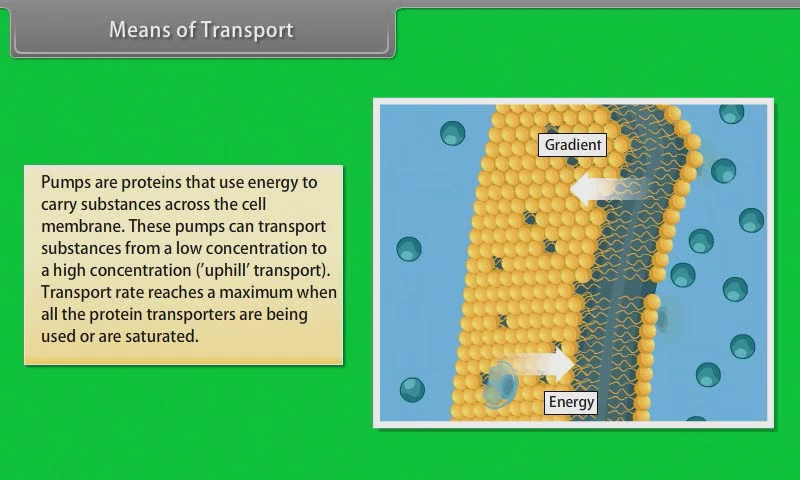 Means of Transport
Pumps are proteins that use energy to
carry substances across the cell
membrane. These pumps can transport
substances from a low concentration to
a high concentration ('uphill' transport).
Transport rate reaches a maximum when
all the protein transporters are being
used or are saturated.
Gradient
Energy